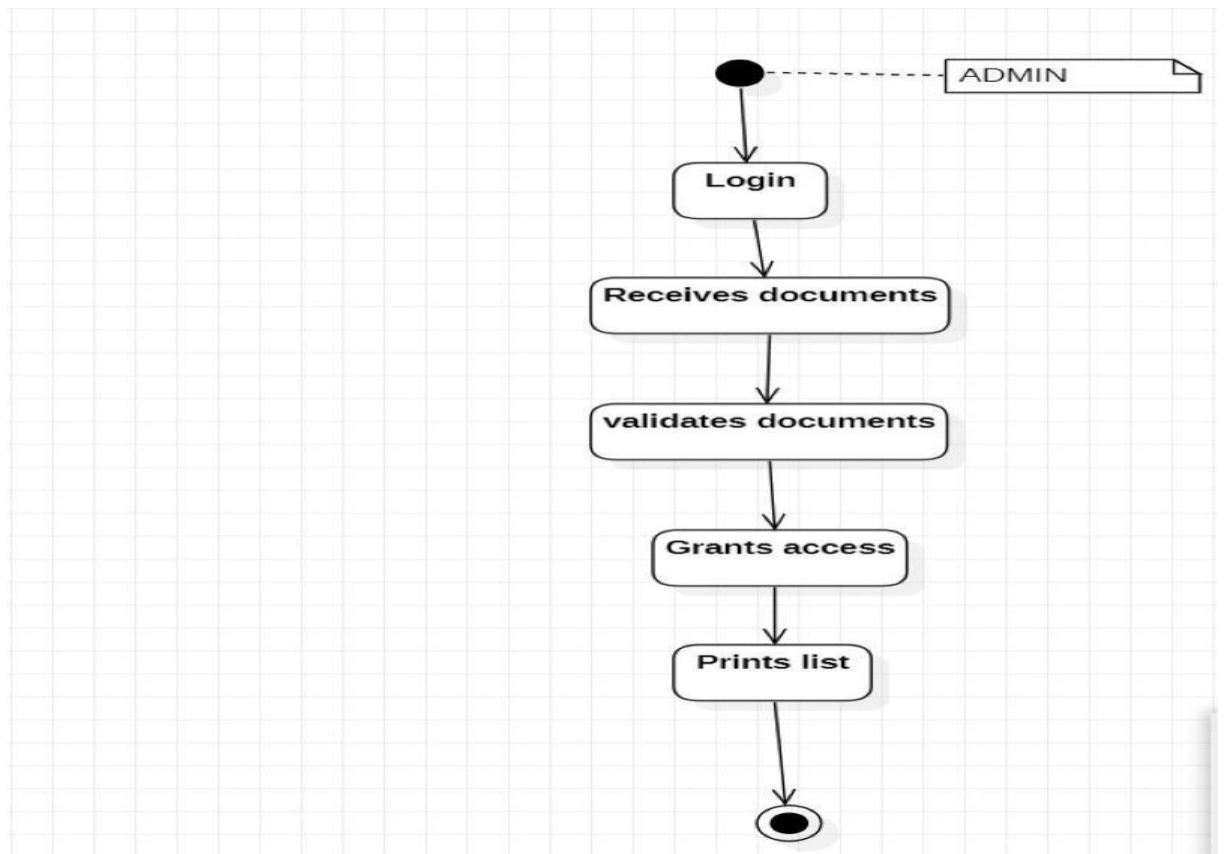 ADMIN
Login
Receives documents
validates documents
Grants access
Prints list